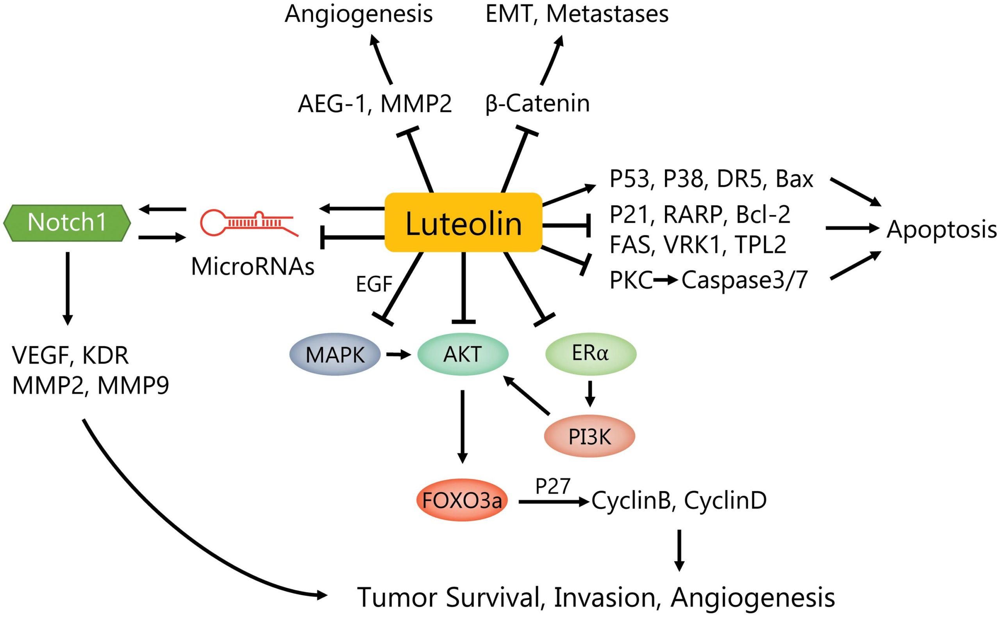 Angiogenesis
EMT, Metastases
AEG-1, MMP2
β-Catenin
P53, P38, DR5, Bax
Notch1
Luteolin
P21, RARP, Bcl-2
Apoptosis
FAS, VRK1, TPL2
MicroRNAs
EGF
PKC
Caspase3/7
VEGF, KDR
MAPK
AKT
ERα
MMP2, MMP9
PI3K
P27
FOXO3a
CyclinB, CyclinD
Tumor Survival, Invasion, Angiogenesis